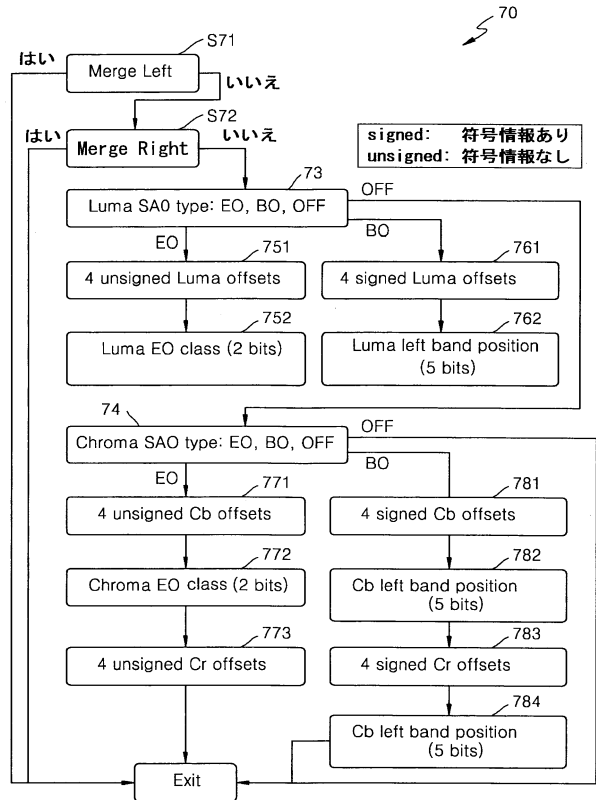 70
S71
はい
Merge Left
いいえ
S72
はい
Merge Right
いいえ
signed: 符号情報あり
unsigned: 符号情報なし
73
OFF
Luma SAO type: EO, BO, OFF
EO
BO
751
761
4 unsigned Luma offsets
4 signed Luma offsets
752
762
Luma EO class (2 bits)
Luma left band position
(5 bits)
74
OFF
Chroma SAO type: EO, BO, OFF
EO
BO
771
781
4 unsigned Cb offsets
4 signed Cb offsets
772
782
Chroma EO class (2 bits)
Cb left band position
(5 bits)
773
783
4 unsigned Cr offsets
4 signed Cr offsets
784
Cb left band position
(5 bits)
Exit